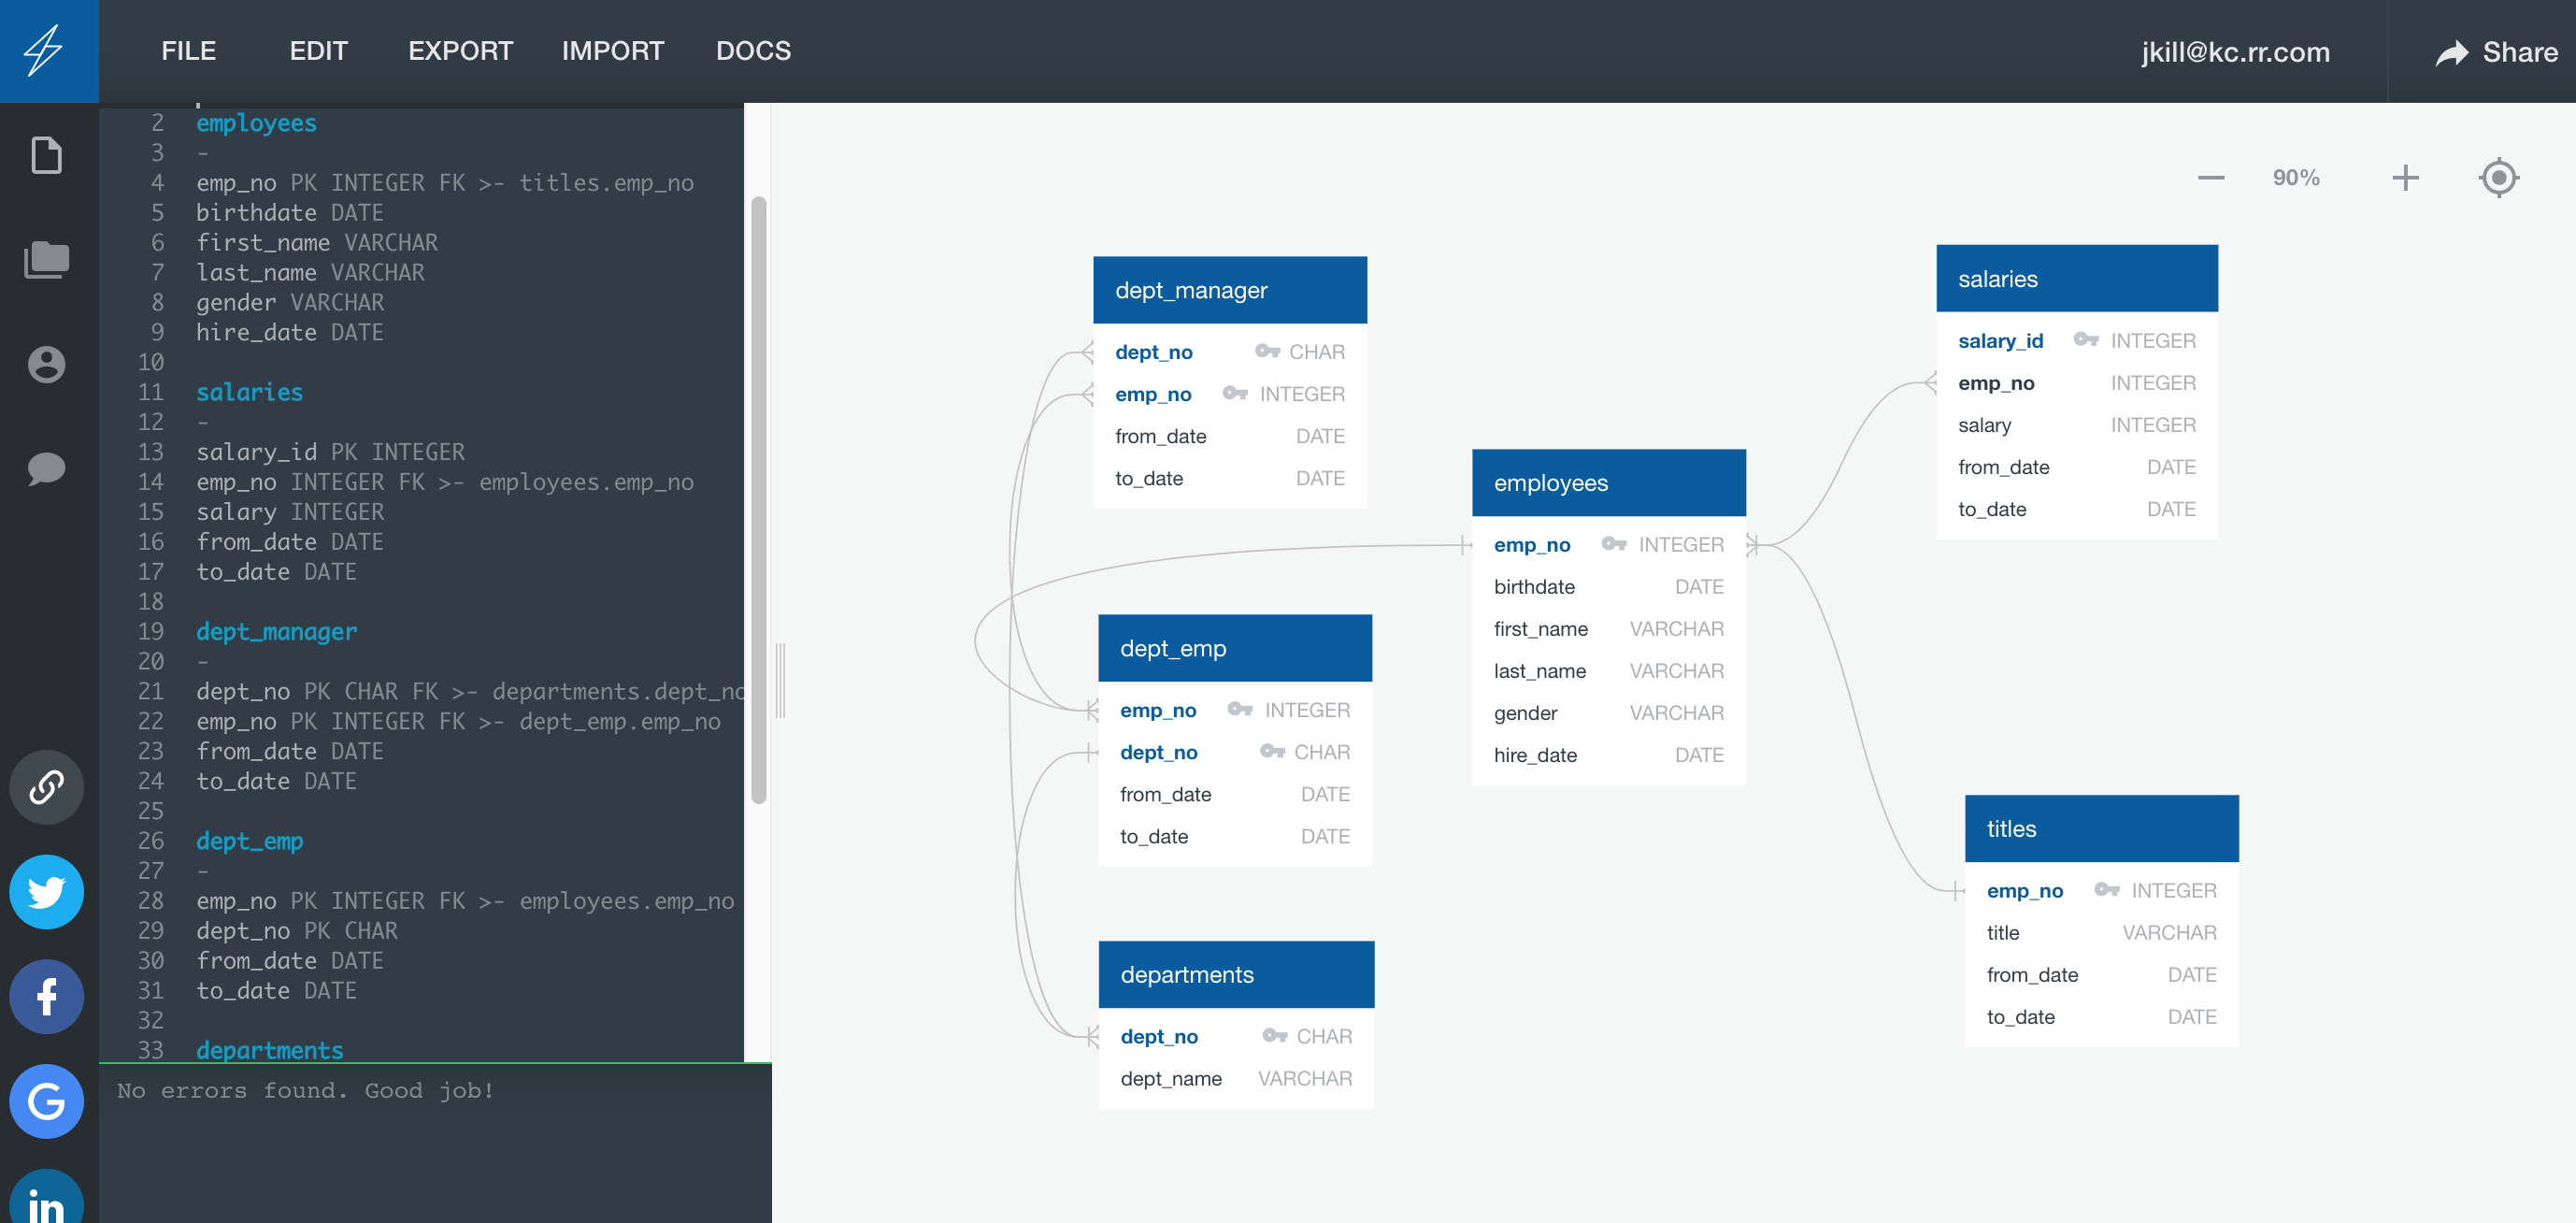 FILE EDIT EXPORT IMPORT DOCS jkill@kc.rr.com Share
2 employees
3 -
4 emp_no PK INTEGER FK >- titles.emp_no
5 birthdate DATE
6 first_name VARCHAR
7 last_name VARCHAR
8 gender VARCHAR
9 hire_date DATE
10
11 salaries
12 -
13 salary_id PK INTEGER
14 emp_no INTEGER FK >- employees.emp_no
15 salary INTEGER
16 from_date DATE
17 to_date DATE
18
19 dept_manager
20 -
21 dept_no PK CHAR FK >- departments.dept_no
22 emp_no PK INTEGER FK >- dept_emp.emp_no
23 from_date DATE
24 to_date DATE
25
26 dept_emp
27 -
28 emp_no PK INTEGER FK >- employees.emp_no
29 dept_no PK CHAR
30 from_date DATE
31 to_date DATE
32
33 departments
No errors found. Good job!
90%
dept_manager
dept_no CHAR
emp_no INTEGER
from_date DATE
to_date DATE
dept_emp
emp_no INTEGER
dept_no CHAR
from_date DATE
to_date DATE
departments
dept_no CHAR
dept_name VARCHAR
employees
emp_no INTEGER
birthdate DATE
first_name VARCHAR
last_name VARCHAR
gender VARCHAR
hire_date DATE
salaries
salary_id INTEGER
emp_no INTEGER
salary INTEGER
from_date DATE
to_date DATE
titles
emp_no INTEGER
title VARCHAR
from_date DATE
to_date DATE
f
G
in